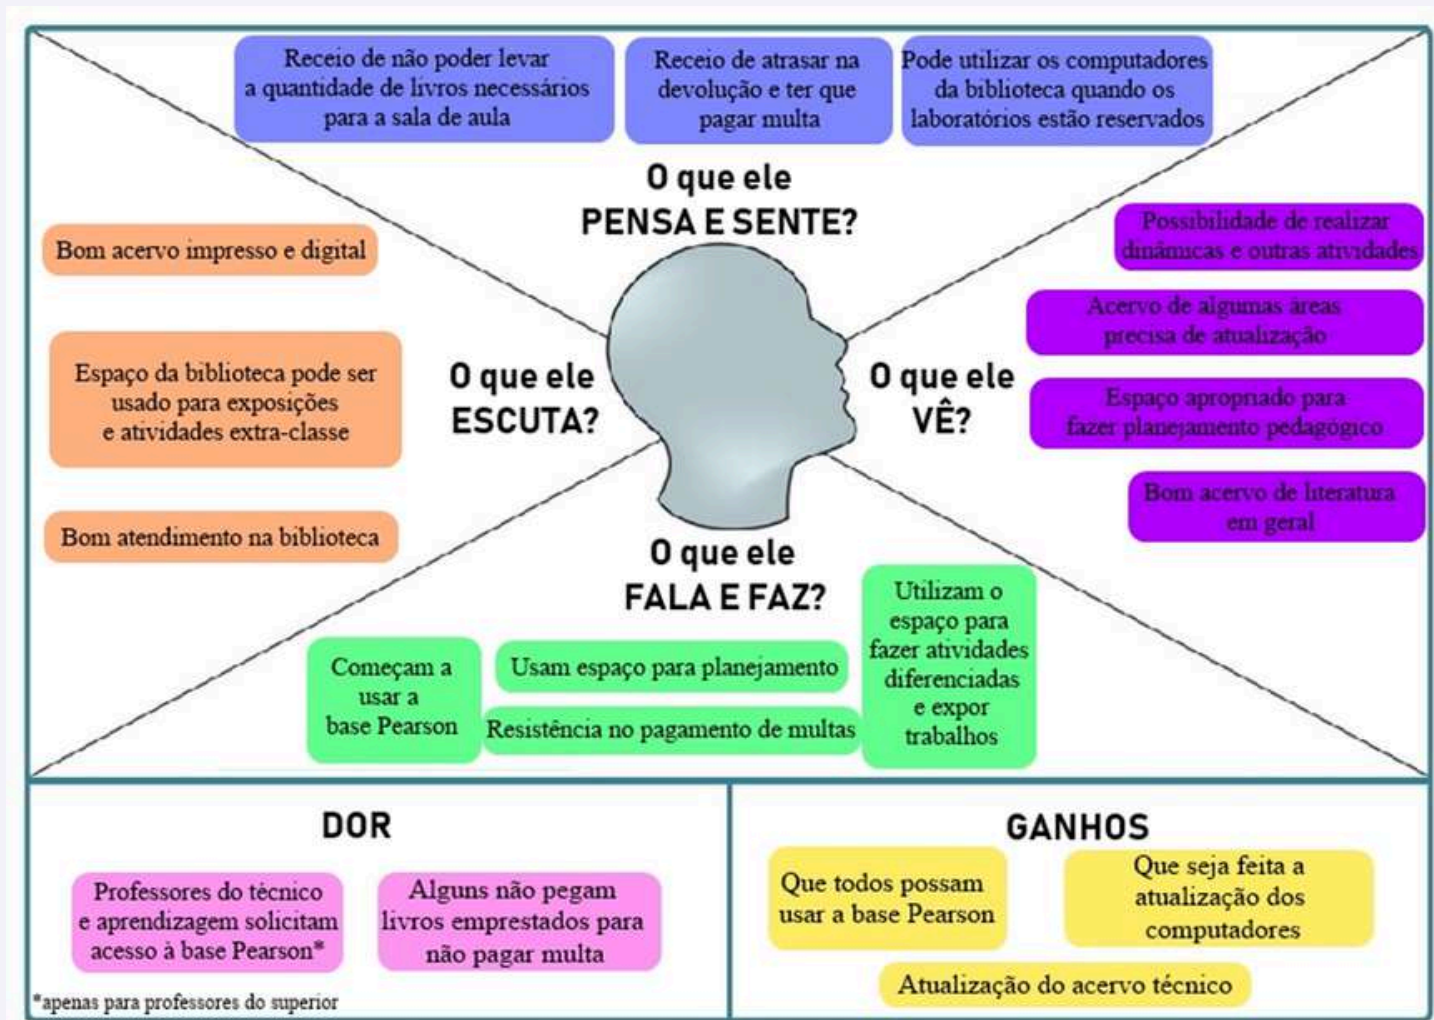 Receio de não poder levar
a quantidade de livros necessários
para a sala de aula
Receio de atrasar na
devolução e ter que
pagar multa
Pode utilizar os computadores
da biblioteca quando os
laboratórios estão reservados
O que ele
PENSA E SENTE?
Bom acervo impresso e digital
Espaço da biblioteca pode ser
usado para exposições
e atividades extra-classe
Bom atendimento na biblioteca
O que ele
ESCUTA?
O que ele
VÊ?
Possibilidade de realizar
dinâmicas e outras atividades
Acervo de algumas áreas
precisa de atualização
Espaço apropriado para
fazer planejamento pedagógico
Bom acervo de literatura
em geral
O que ele
FALA E FAZ?
Começam a
usar a
base Pearson
Usam espaço para planejamento
Resistência no pagamento de multas
Utilizam o
espaço para
fazer atividades
diferenciadas
e expor
trabalhos
DOR
Professores do técnico
e aprendizagem solicitam
acesso à base Pearson*
Alguns não pegam
livros emprestados para
não pagar multa
*apenas para professores do superior
GANHOS
Que todos possam
usar a base Pearson
Que seja feita a
atualização dos
computadores
Atualização do acervo técnico